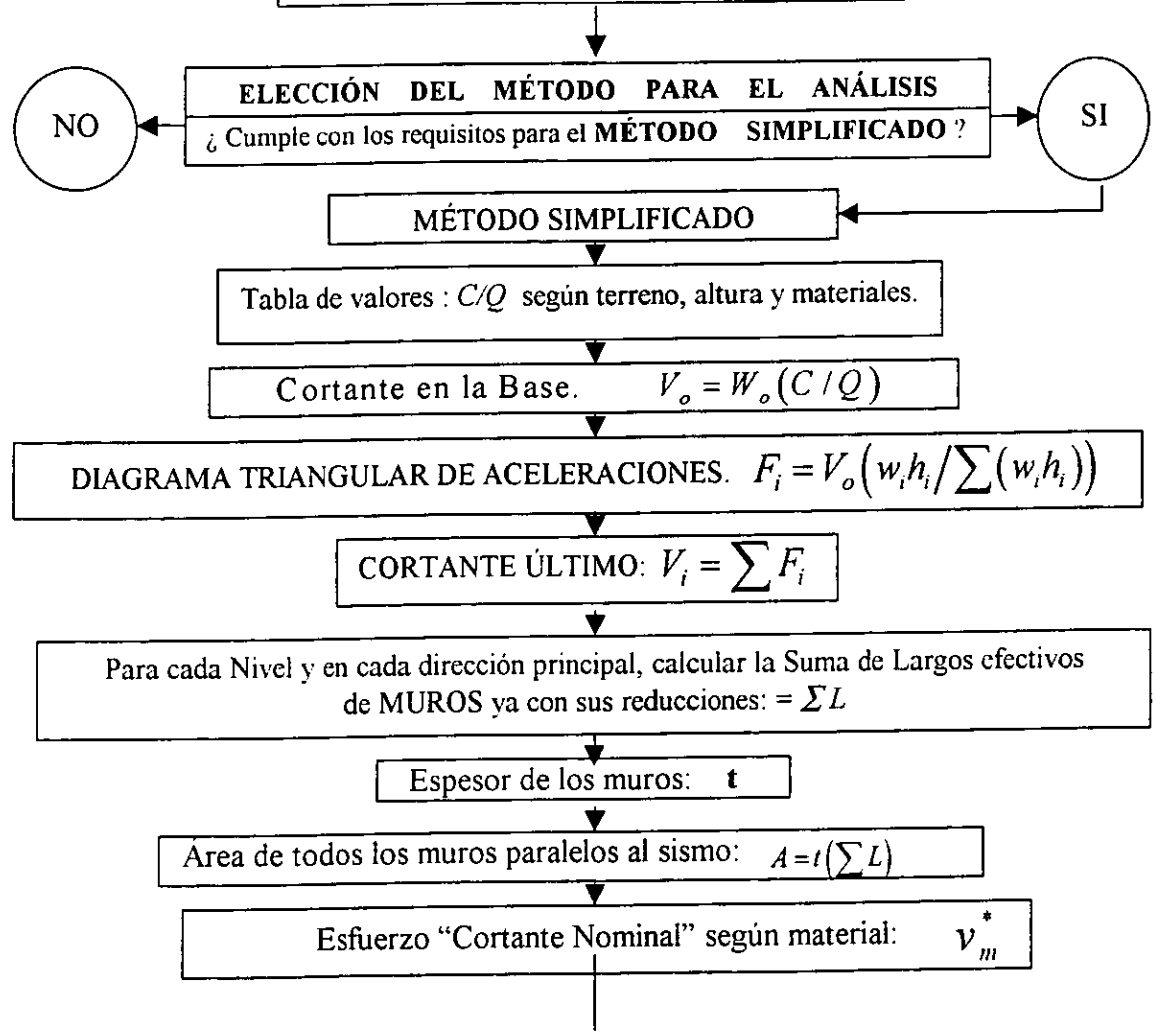 ELECCIÓN DEL MÉTODO PARA EL ANÁLISIS
NO
¿ Cumple con los requisitos para el MÉTODO SIMPLIFICADO ?
SI
MÉTODO SIMPLIFICADO
Tabla de valores : C/Q según terreno, altura y materiales.
Cortante en la Base. V_o = W_o (C / Q)
DIAGRAMA TRIANGULAR DE ACELERACIONES. F_i = V_o (w_i h_i / ∑(w_i h_i))
CORTANTE ÚLTIMO: V_i = ∑ F_i
Para cada Nivel y en cada dirección principal, calcular la Suma de Largos efectivos
de MUROS ya con sus reducciones: = ΣL
Espesor de los muros: t
Área de todos los muros paralelos al sismo: A = t(∑ L)
Esfuerzo “Cortante Nominal” según material: v_m^*